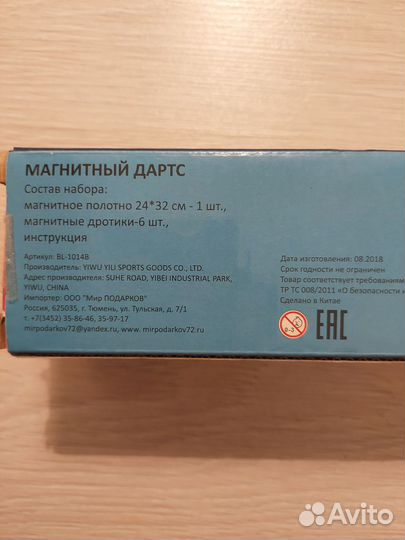 МАГНИТНЫЙ ДАРТС
Состав набора:
магнитное полотно 24*32 см - 1 шт.,
магнитные дротики-6 шт.,
инструкция
Артикул: BL-1014B
Производитель: YIWU YILI SPORTS GOODS CO., LTD.
Адрес производителя: SUHE ROAD, YIBEI INDUSTRIAL PARK,
YIWU, CHINA
Импортер: ООО "Мир ПОДАРКОВ"
Россия, 625035, г. Тюмень, ул. Тульская, д. 7/1
т. +7(3452) 35-86-46, 35-97-17
mirpodarkov72@yandex.ru, www.mirpodarkov72.ru
Дата изготовления: 08.2018
Срок годности не ограничен
Товар соответствует требованиям
ТР ТС 008/2011 «О Безопасности
Сделано в Китае
0-3
ЕАС
Avito